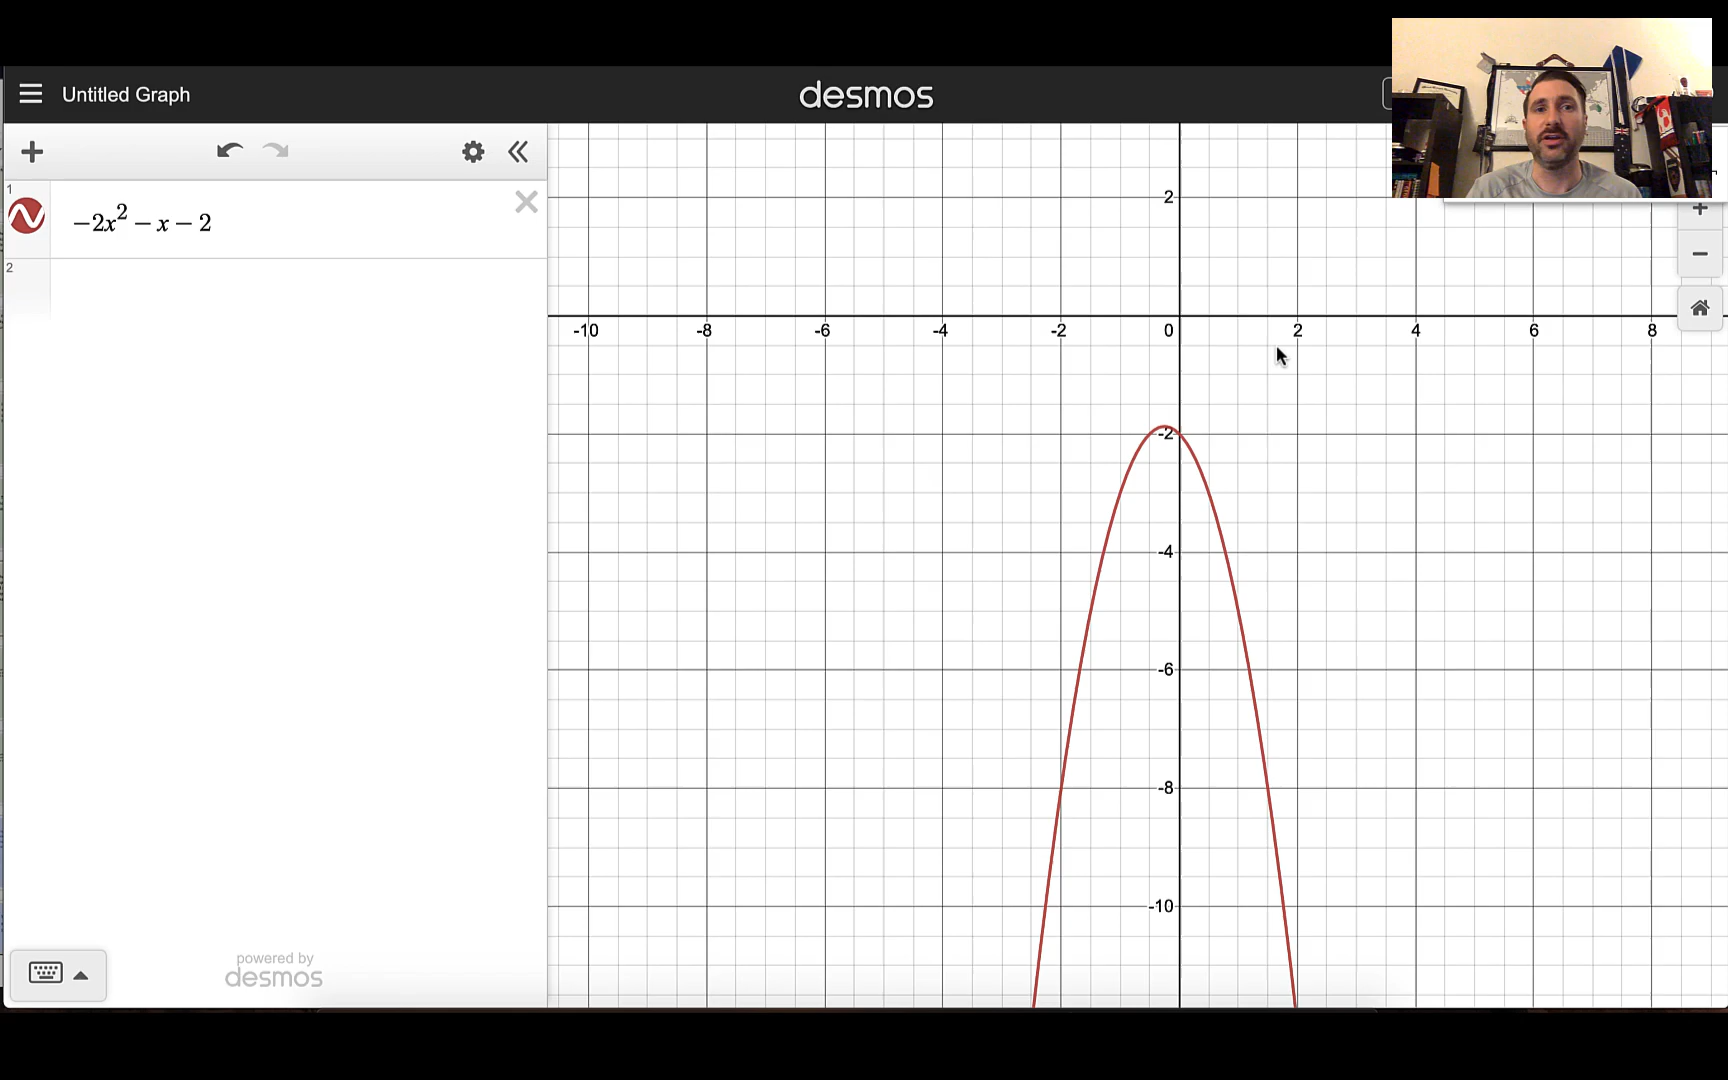 Untitled Graph
desmos
1
−2x² − x − 2
2
2
-10 -8 -6 -4 -2 0 2 4 6 8
-2
-4
-6
-8
-10
powered by
desmos